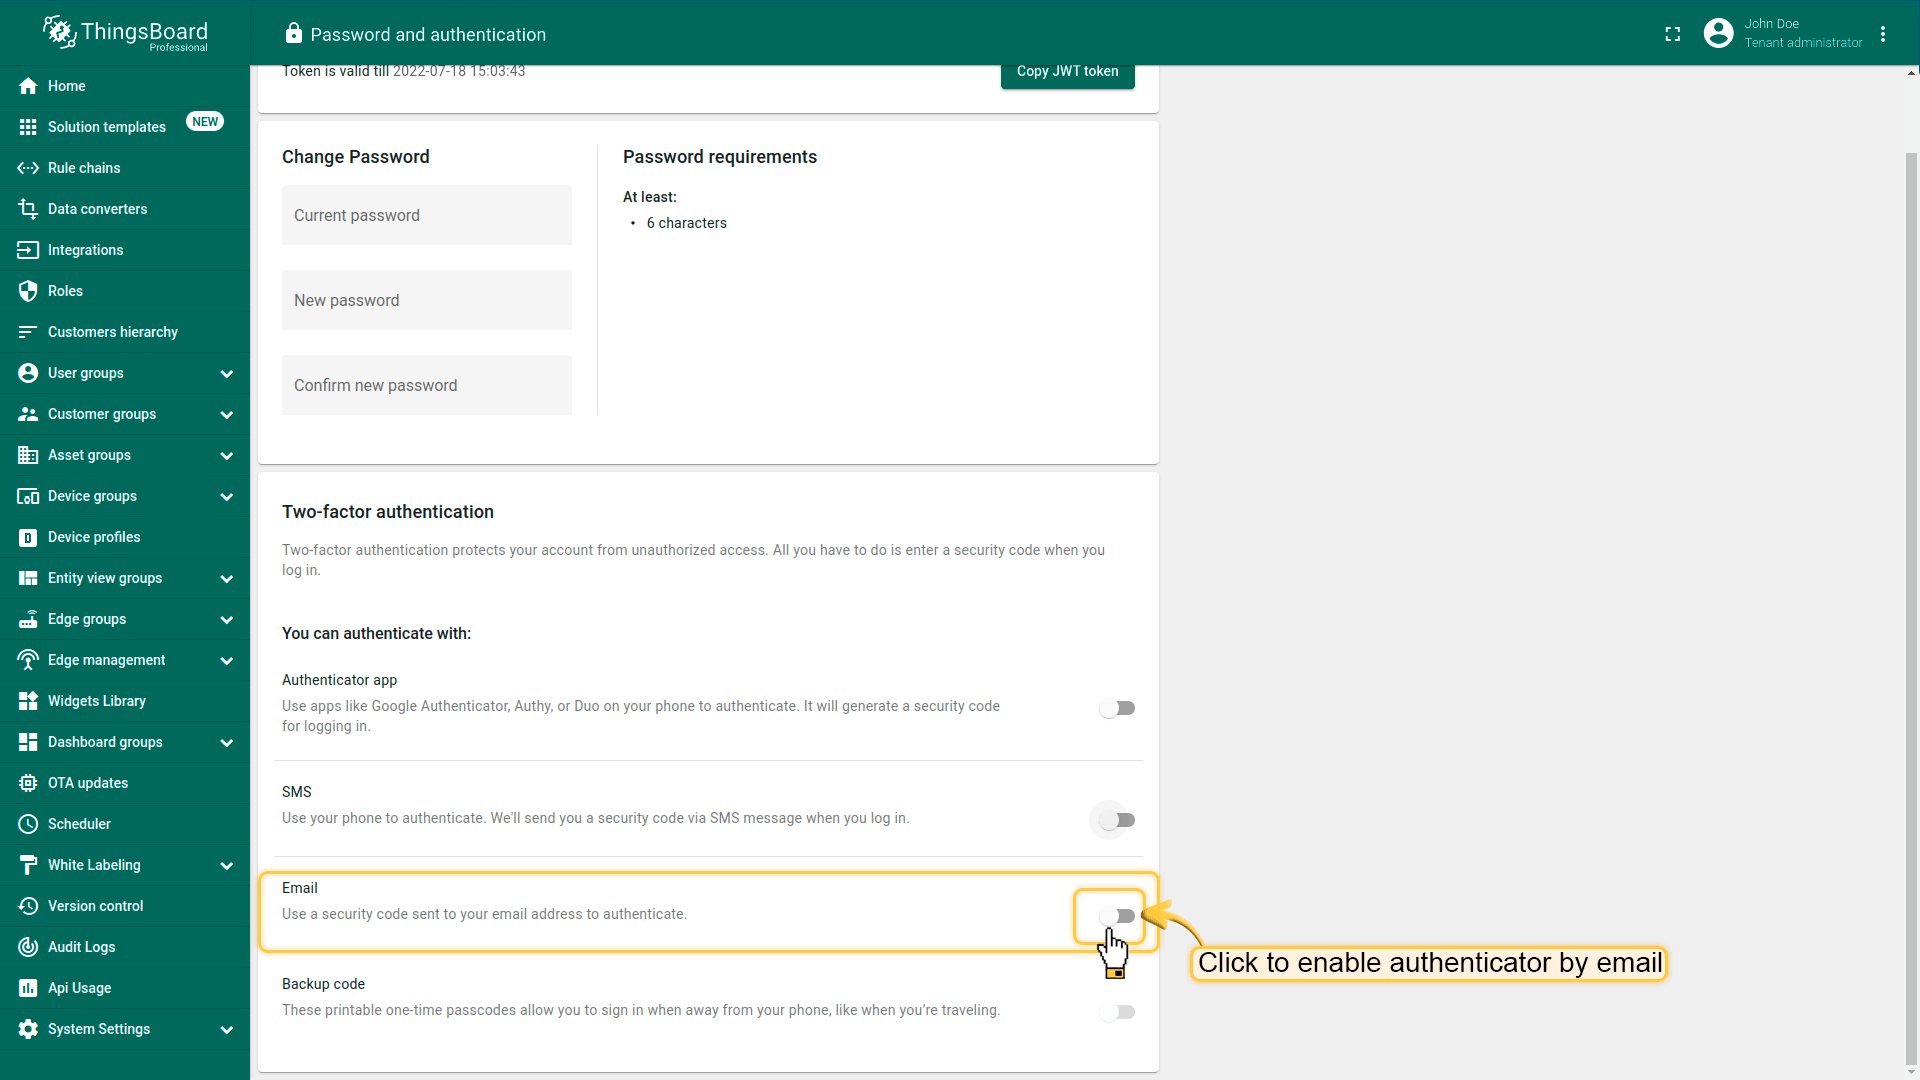 ThingsBoard
Professional
Password and authentication
John Doe
Tenant administrator
Home
Solution templates
NEW
Rule chains
Data converters
Integrations
Roles
Customers hierarchy
User groups
Customer groups
Asset groups
Device groups
Device profiles
Entity view groups
Edge groups
Edge management
Widgets Library
Dashboard groups
OTA updates
Scheduler
White Labeling
Version control
Audit Logs
Api Usage
System Settings
Token is valid till 2022-07-18 15:03:43
Copy JWT token
Change Password
Current password
New password
Confirm new password
Password requirements
At least:
• 6 characters
Two-factor authentication
Two-factor authentication protects your account from unauthorized access. All you have to do is enter a security code when you
log in.
You can authenticate with:
Authenticator app
Use apps like Google Authenticator, Authy, or Duo on your phone to authenticate. It will generate a security code
for logging in.
SMS
Use your phone to authenticate. We'll send you a security code via SMS message when you log in.
Email
Use a security code sent to your email address to authenticate.
Click to enable authenticator by email
Backup code
These printable one-time passcodes allow you to sign in when away from your phone, like when you're traveling.